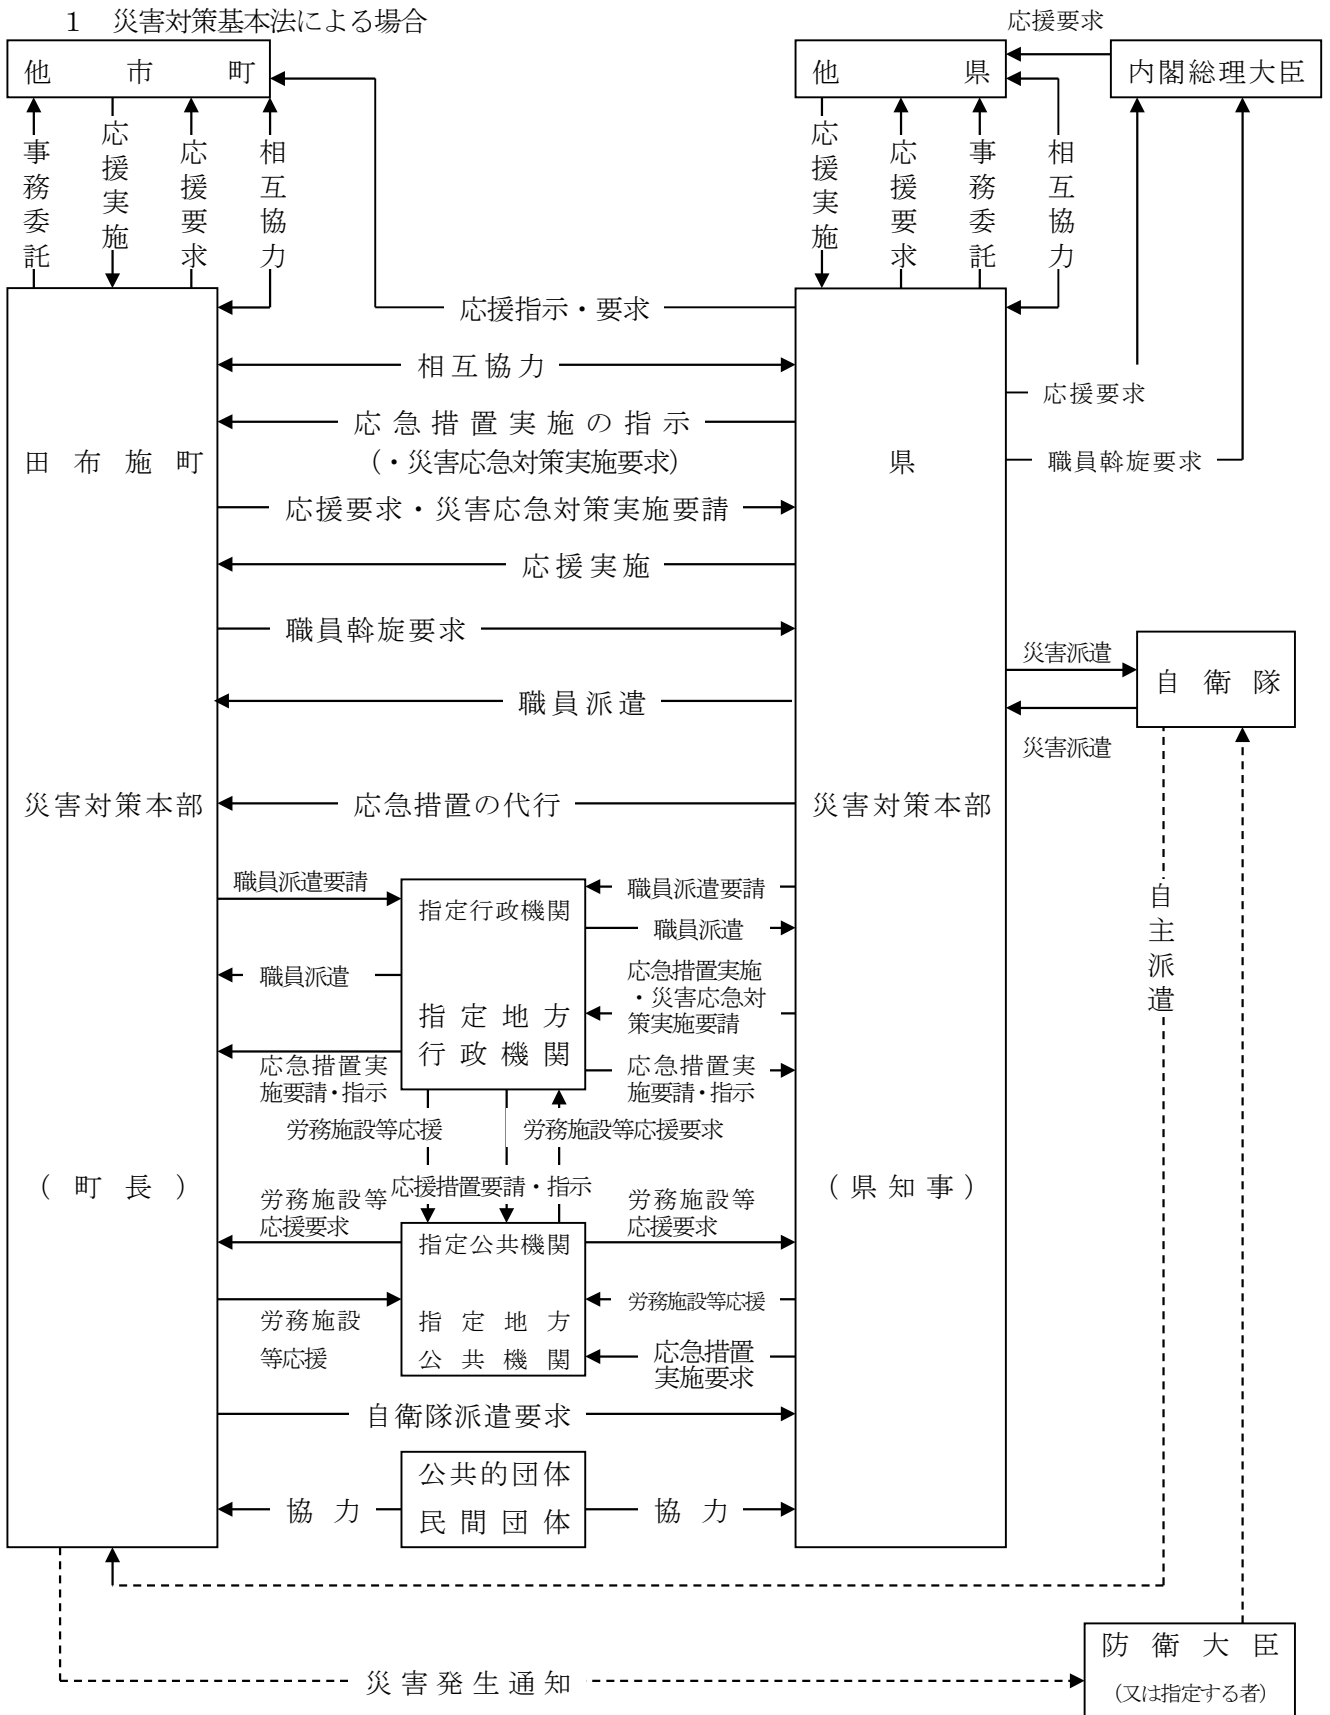 １　災害対策基本法による場合
応援要求
他市町
他県
内閣総理大臣
事務委託
応援実施
応援要求
相互協力
応援実施
応援要求
事務委託
相互協力
応援指示・要求
相互協力
応援要求
応急措置実施の指示
（・災害応急対策実施要求）
田布施町
県
職員斡旋要求
応援要求・災害応急対策実施要請
応援実施
職員斡旋要求
災害派遣
自衛隊
職員派遣
災害派遣
災害対策本部
応急措置の代行
災害対策本部
職員派遣要請
指定行政機関
職員派遣要請
職員派遣
自主派遣
職員派遣
応急措置実施
・災害応急対
策実施要請
指定地方
行政機関
応急措置実
施要請・指示
応急措置実
施要請・指示
労務施設等応援
労務施設等応援要求
（町長）
応援措置要請・指示
（県知事）
労務施設等
応援要求
労務施設等
応援要求
指定公共機関
労務施設等応援
労務施設
等応援
指定地方
公共機関
応急措置
実施要求
自衛隊派遣要求
公共的団体
民間団体
協力
協力
防衛大臣
（又は指定する者）
災害発生通知